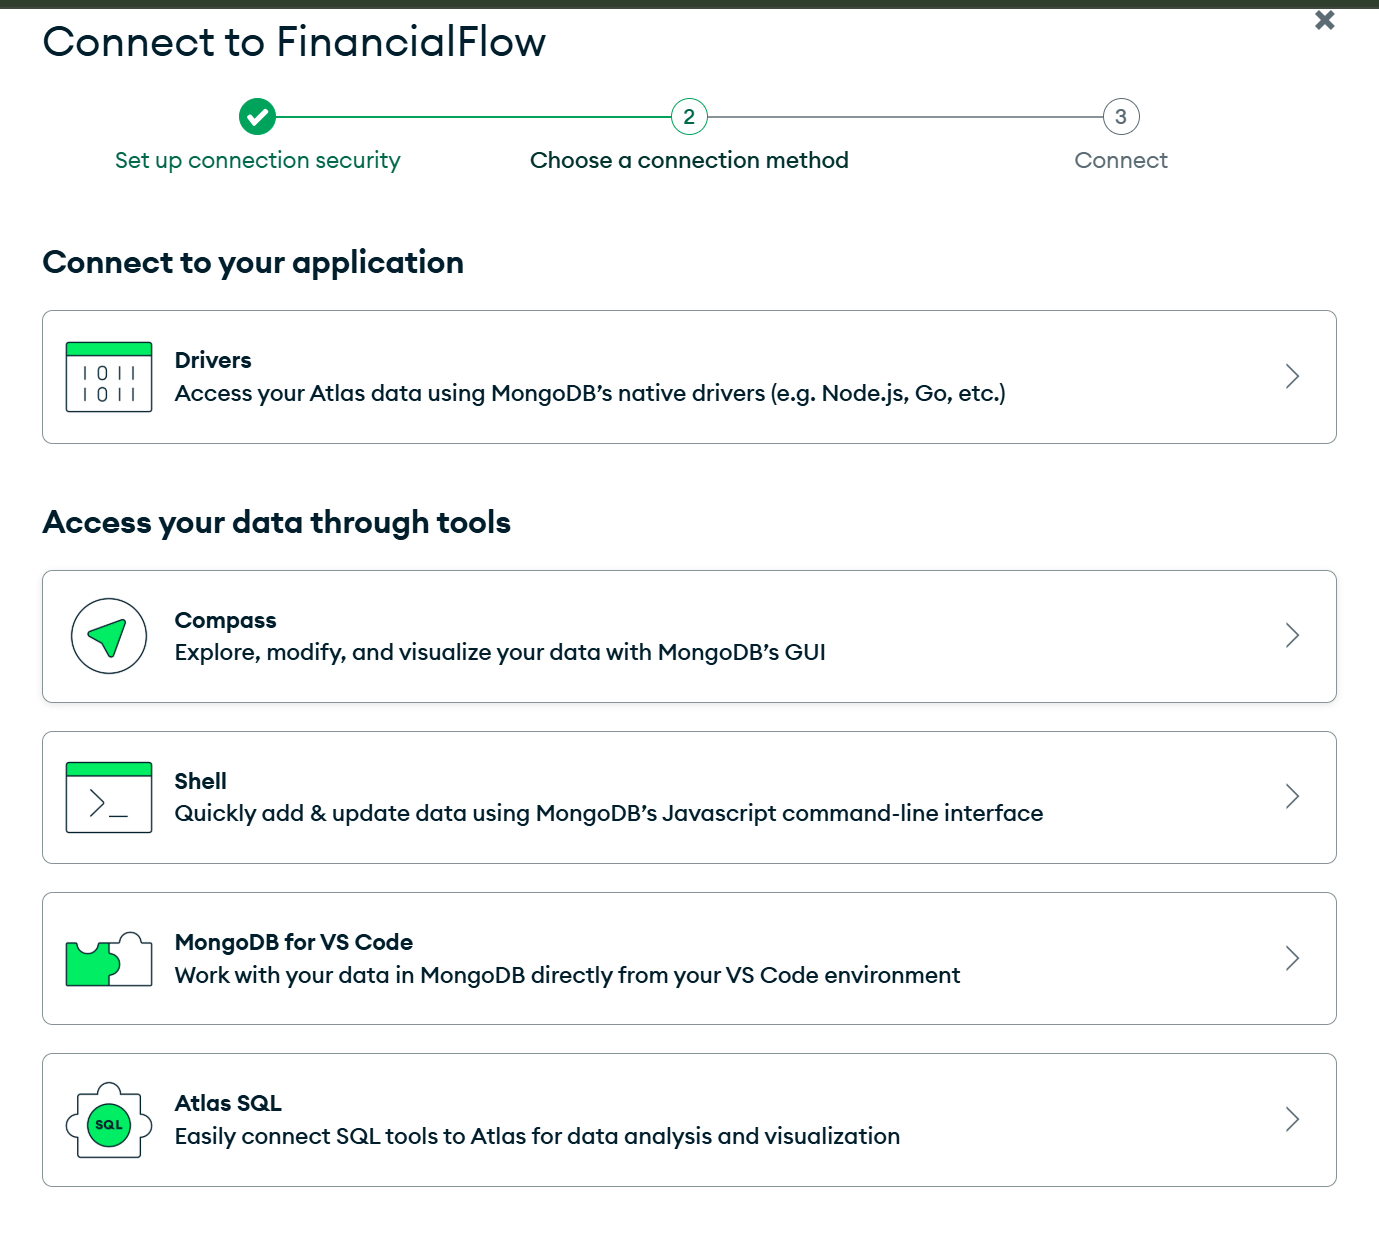 Connect to FinancialFlow
2
3
Set up connection security
Choose a connection method
Connect
Connect to your application
1011
1011
Drivers
Access your Atlas data using MongoDB’s native drivers (e.g. Node.js, Go, etc.)
Access your data through tools
Compass
Explore, modify, and visualize your data with MongoDB’s GUI
Shell
Quickly add & update data using MongoDB’s Javascript command-line interface
MongoDB for VS Code
Work with your data in MongoDB directly from your VS Code environment
SQL
Atlas SQL
Easily connect SQL tools to Atlas for data analysis and visualization